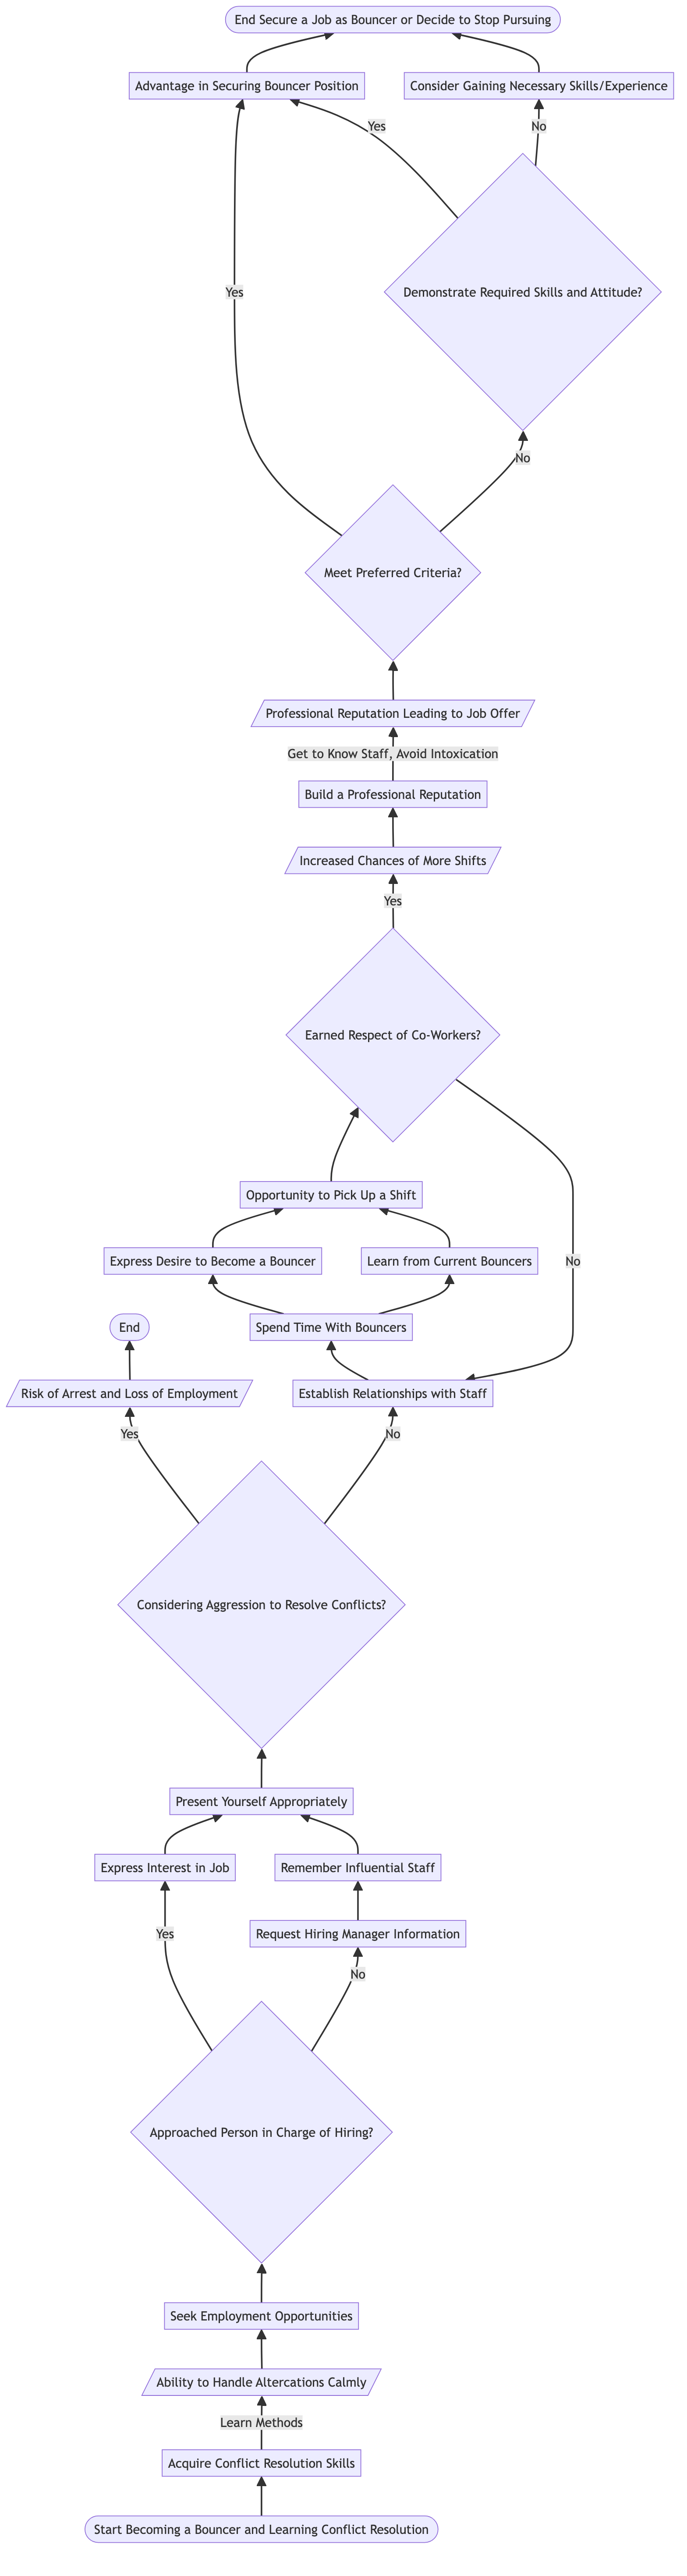 End Secure a Job as Bouncer or Decide to Stop Pursuing
Advantage in Securing Bouncer Position
Consider Gaining Necessary Skills/Experience
Yes
No
Yes
Demonstrate Required Skills and Attitude?
No
Meet Preferred Criteria?
Professional Reputation Leading to Job Offer
Get to Know Staff, Avoid Intoxication
Build a Professional Reputation
Increased Chances of More Shifts
Yes
Earned Respect of Co-Workers?
Opportunity to Pick Up a Shift
Express Desire to Become a Bouncer
Learn from Current Bouncers
No
End
Spend Time With Bouncers
Risk of Arrest and Loss of Employment
Establish Relationships with Staff
Yes
No
Considering Aggression to Resolve Conflicts?
Present Yourself Appropriately
Express Interest in Job
Remember Influential Staff
Yes
Request Hiring Manager Information
No
Approached Person in Charge of Hiring?
Seek Employment Opportunities
Ability to Handle Altercations Calmly
Learn Methods
Acquire Conflict Resolution Skills
Start Becoming a Bouncer and Learning Conflict Resolution